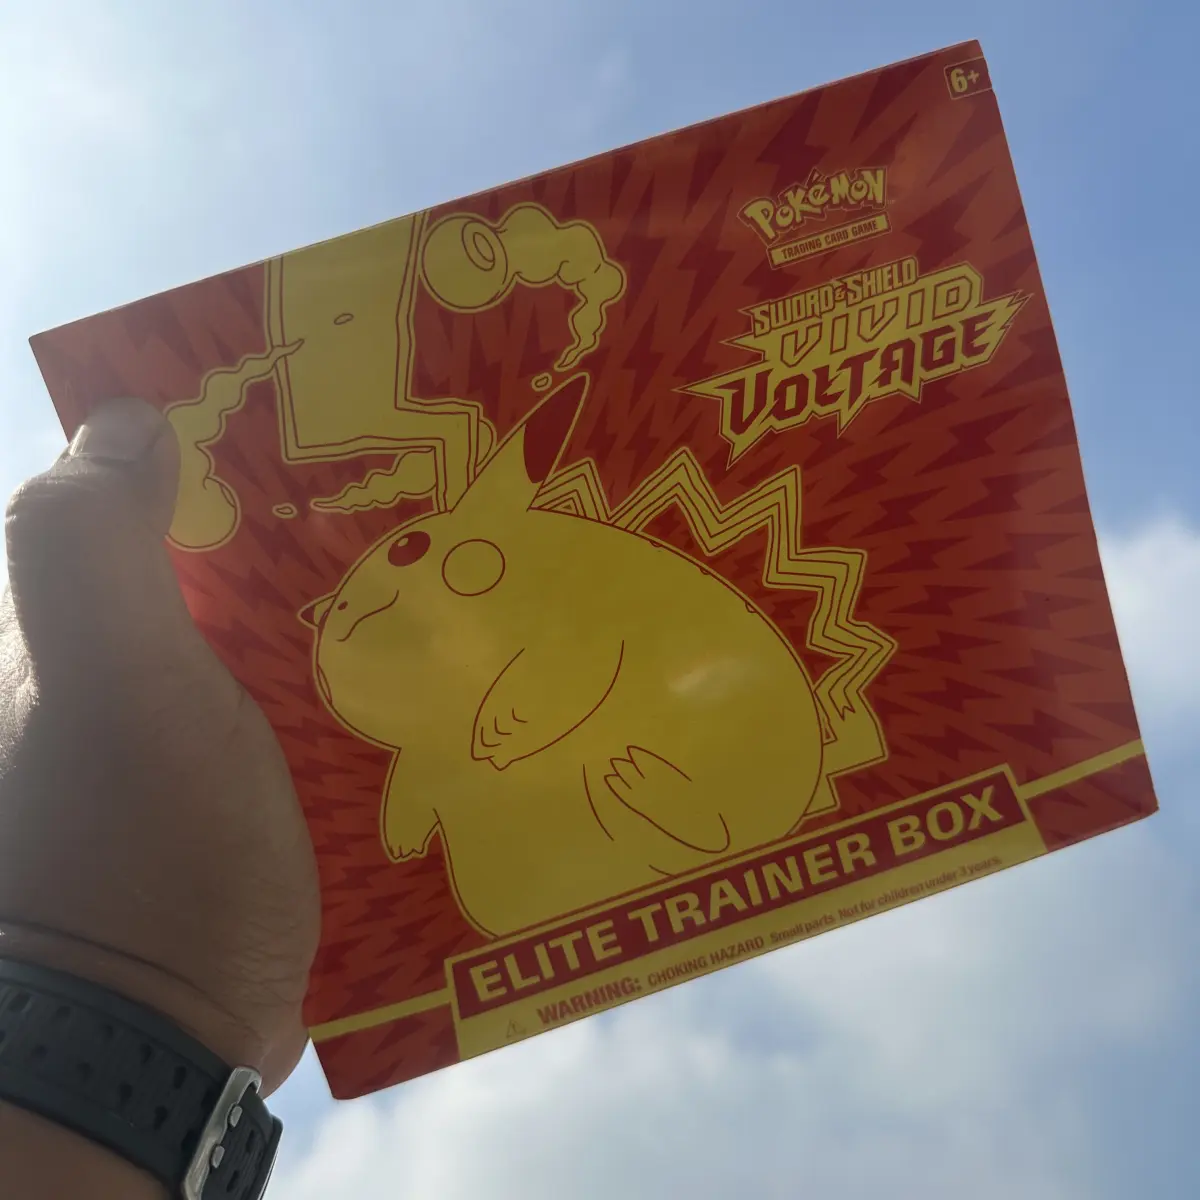 6+
POKéMON
TRADING CARD GAME
SWORD & SHIELD
VIVID
VOLTAGE
ELITE TRAINER BOX
⚠ WARNING: CHOKING HAZARD Small parts Not for children under 3 years.